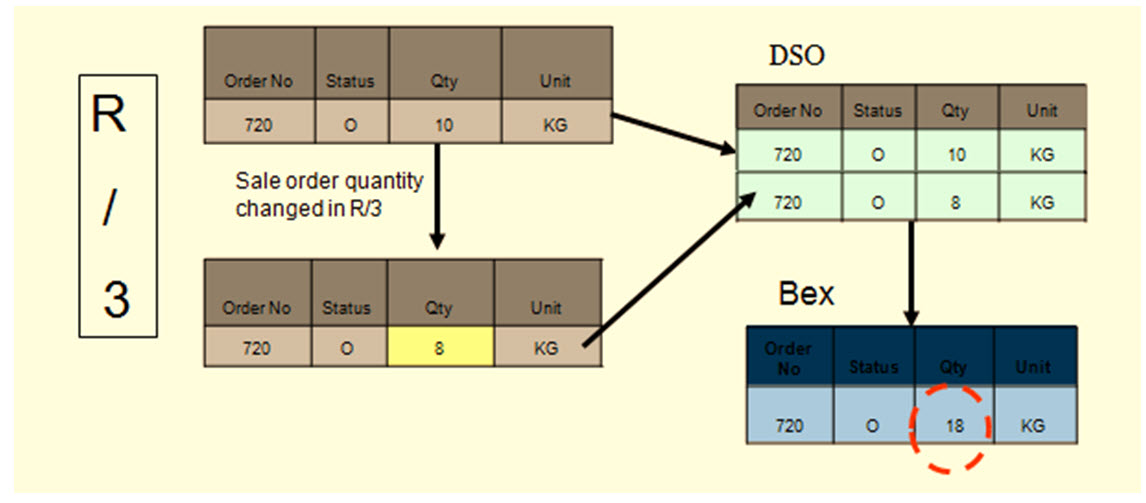 R
/
3
Order No Status Qty Unit
720 O 10 KG
Sale order quantity
changed in R/3
Order No Status Qty Unit
720 O 8 KG
DSO
Order No Status Qty Unit
720 O 10 KG
720 O 8 KG
Bex
Order
No Status Qty Unit
720 O 18 KG